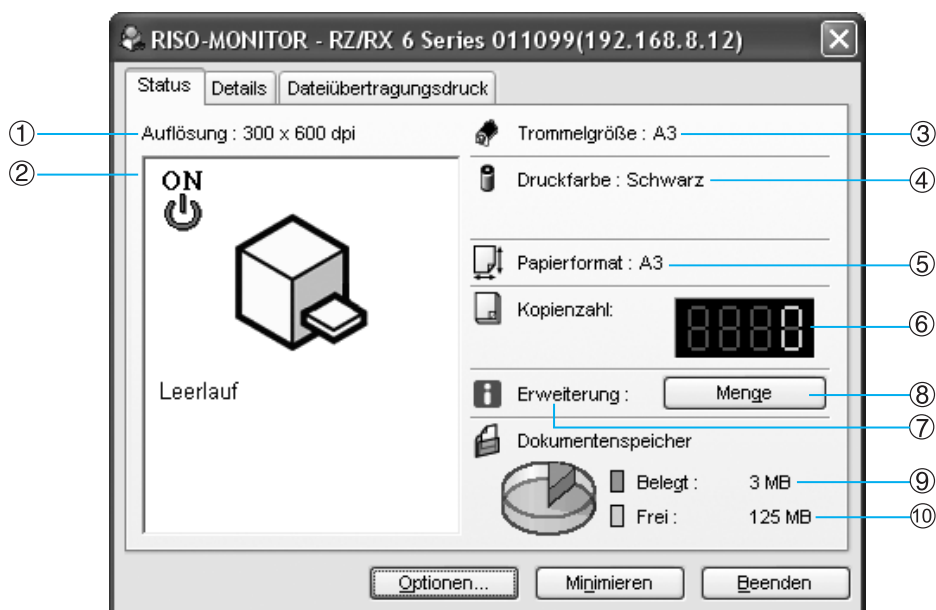 RISO-MONITOR - RZ/RX 6 Series 011099(192.168.8.12)
Status Details Dateiübertragungsdruck
① Auflösung : 300 x 600 dpi
②
ON
Leerlauf
Trommelgröße : A3 ③
Druckfarbe : Schwarz ④
Papierformat : A3 ⑤
Kopienzahl: 0 ⑥
Erweiterung : Menge ⑧
⑦
Dokumentenspeicher
Belegt : 3 MB ⑨
Frei : 125 MB ⑩
Optionen... Minimieren Beenden